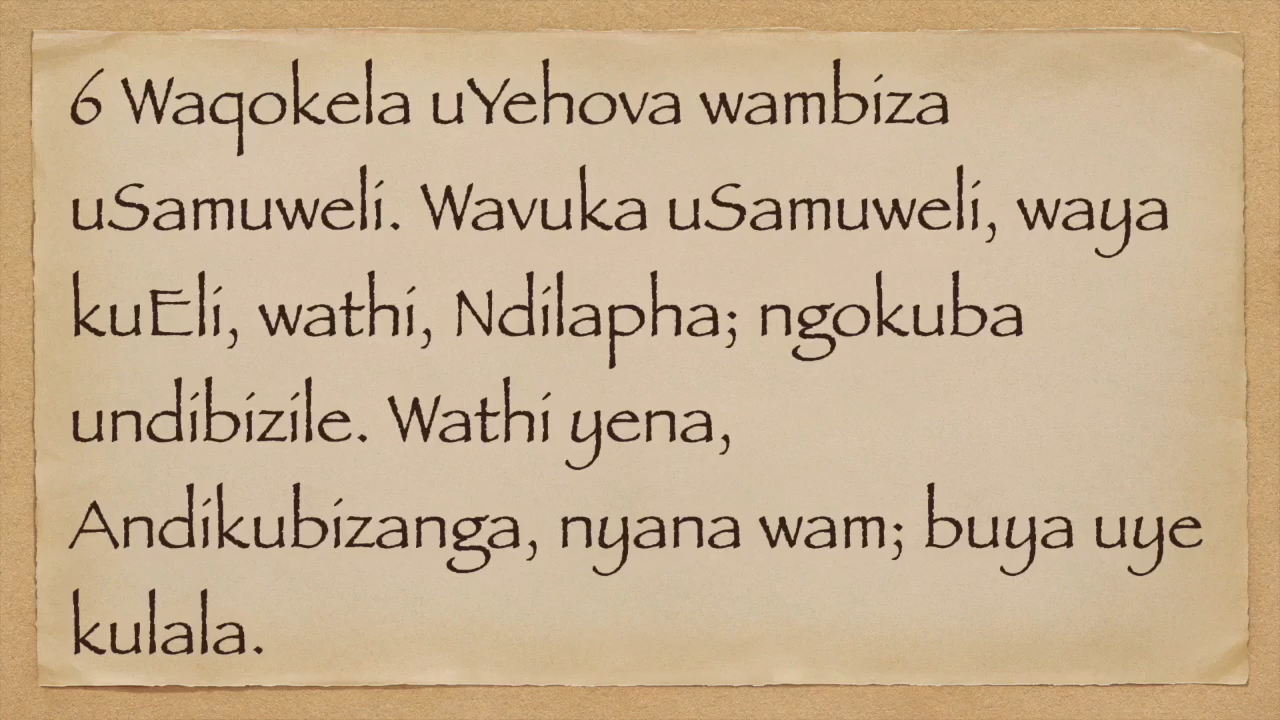 6 Waqokela uYehova wambiza
uSamuweli. Wavuka uSamuweli, waya
kuEli, wathi, Ndilapha; ngokuba
undibizile. Wathi yena,
Andikubizanga, nyana wam; buya uye
kulala.